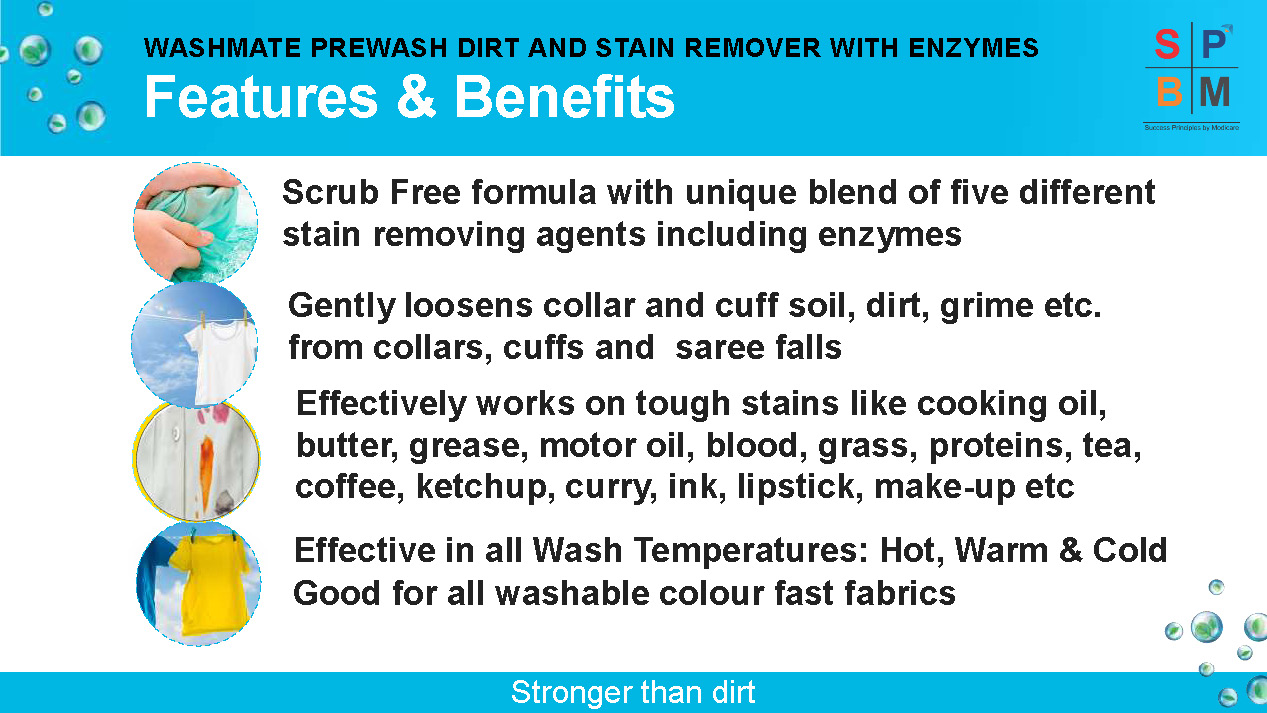 WASHMATE PREWASH DIRT AND STAIN REMOVER WITH ENZYMES
Features & Benefits
S P
B M
Success Principles by Modicare
Scrub Free formula with unique blend of five different
stain removing agents including enzymes
Gently loosens collar and cuff soil, dirt, grime etc.
from collars, cuffs and  saree falls
Effectively works on tough stains like cooking oil,
butter, grease, motor oil, blood, grass, proteins, tea,
coffee, ketchup, curry, ink, lipstick, make-up etc
Effective in all Wash Temperatures: Hot, Warm & Cold
Good for all washable colour fast fabrics
Stronger than dirt